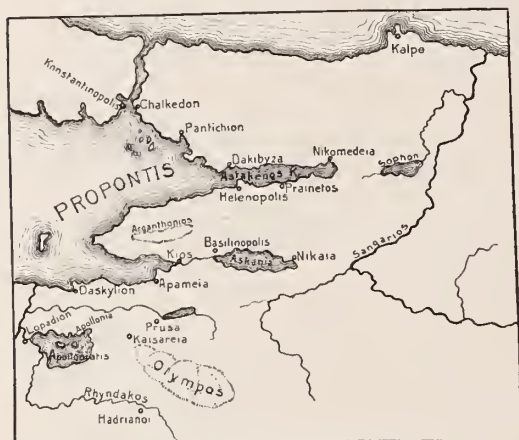 Kalpe
Konstantinopolis
Chalkedon
Pantichion
Dakibyza
Nikomedeia
Astakenos K.
Sophon
PROPONTIS
Helenopolis
Prainetos
Arganthonios
Sangarios
Basilinopolis
Kios
Askania
Nikaia
Daskylion
Apameia
Lopadion
Apollonia
Prusa
Kaisareia
Apolloniatis
Olympos
Rhyndakos
Hadrianoi